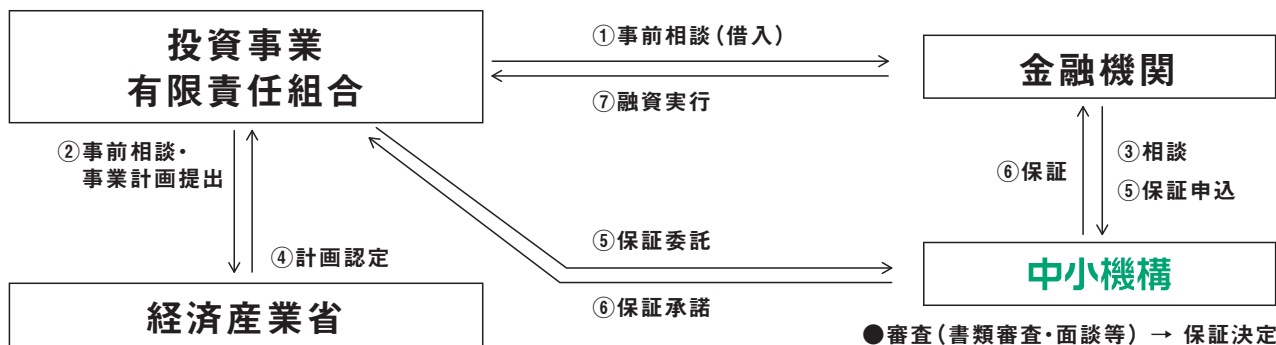 投資事業
有限責任組合
①事前相談(借入)
⑦融資実行
金融機関
②事前相談・
事業計画提出
④計画認定
⑥保証
③相談
⑤保証申込
⑤保証委託
⑥保証承諾
中小機構
経済産業省
●審査(書類審査・面談等) → 保証決定